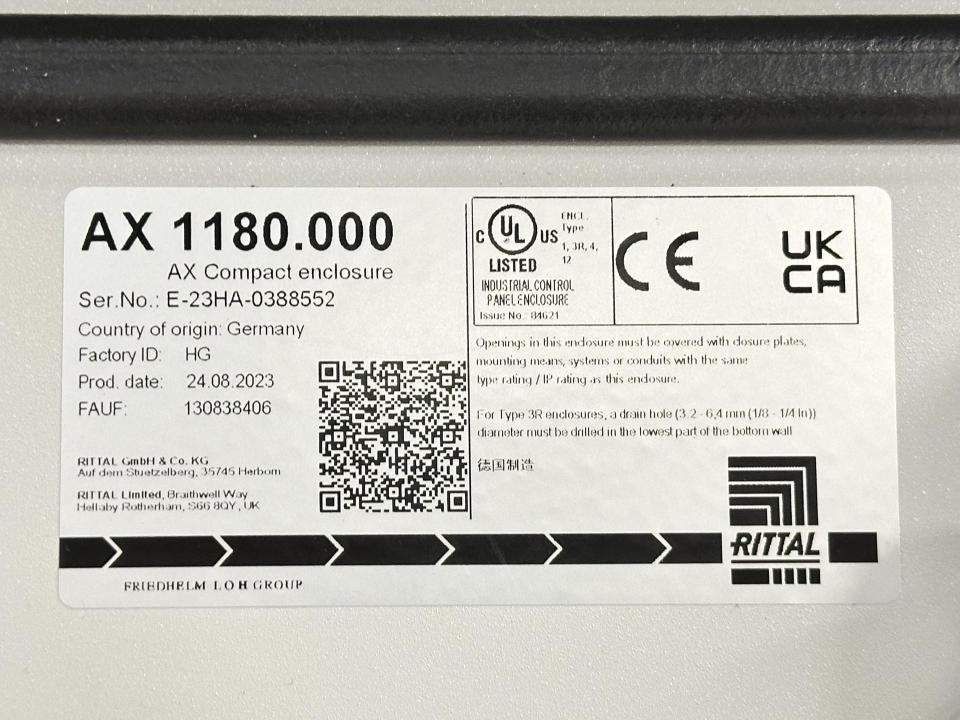 AX 1180.000
AX Compact enclosure
Ser.No.: E-23HA-0388552
Country of origin: Germany
Factory ID: HG
Prod. date: 24.08.2023
FAUF: 130838406
RITTAL GmbH & Co. KG
Auf dem Stuetzelberg, 35745 Herborn
RITTAL Limited, Braithwell Way
Hellaby Rotherham, S66 8QY, UK
C UL US
LISTED
ENCL.
Type
1, 3R, 4,
12
INDUSTRIAL CONTROL
PANEL ENCLOSURE
Issue No.: 84621
CE
UK
CA
Openings in this enclosure must be covered with closure plates,
mounting means, systems or conduits with the same
type rating / IP rating as this enclosure.
For Type 3R enclosures, a drain hole (3,2 - 6,4 mm (1/8 - 1/4 in))
diameter must be drilled in the lowest part of the bottom wall
德国制造
RITTAL
FRIEDHELM LOH GROUP